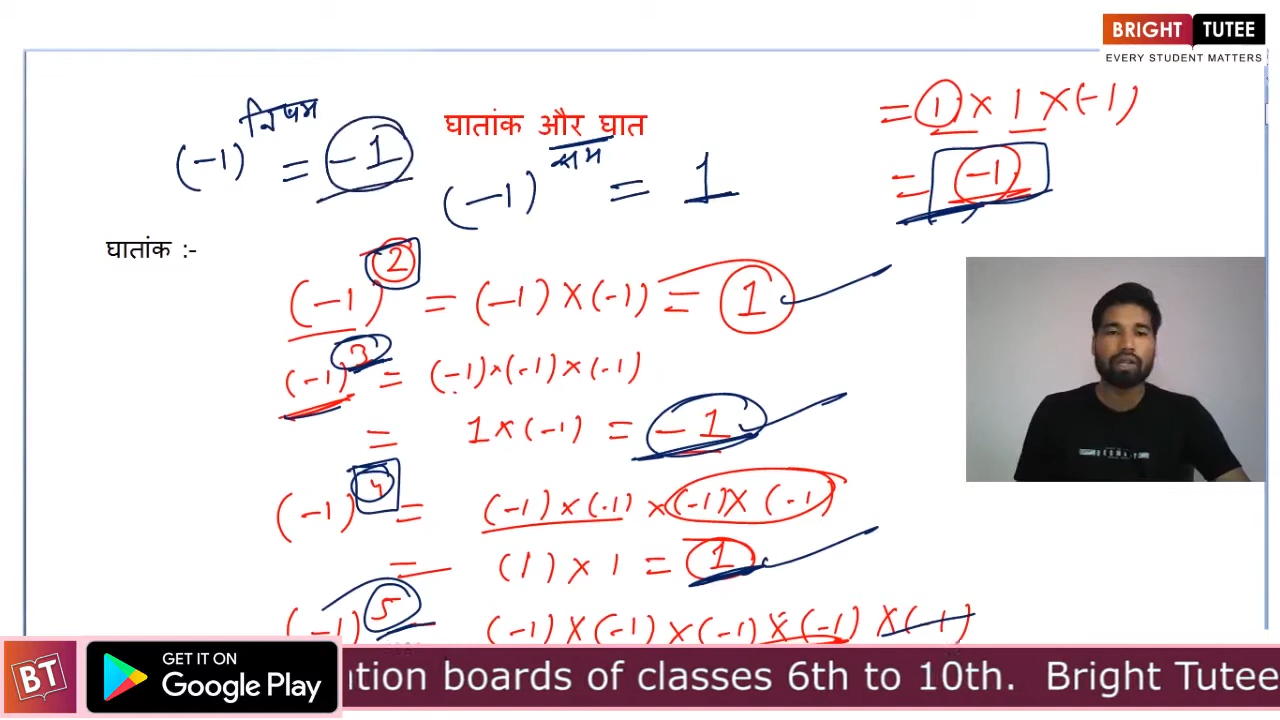 BRIGHT TUTEE
EVERY STUDENT MATTERS
(-1)^विषम = -1
घातांक और घात
(-1)^सम = 1
= 1 × 1 × (-1)
= (-1)
घातांक :-
(-1)^2 = (-1) × (-1) = 1
(-1)^3 = (-1) × (-1) × (-1)
= 1 × (-1) = -1
(-1)^4 = (-1) × (-1) × (-1) × (-1)
= (1) × 1 = 1
(-1)^5 (-1) × (-1) × (-1) × (-1) × (-1)
BT
GET IT ON
Google Play
ation boards of classes 6th to 10th. Bright Tutee